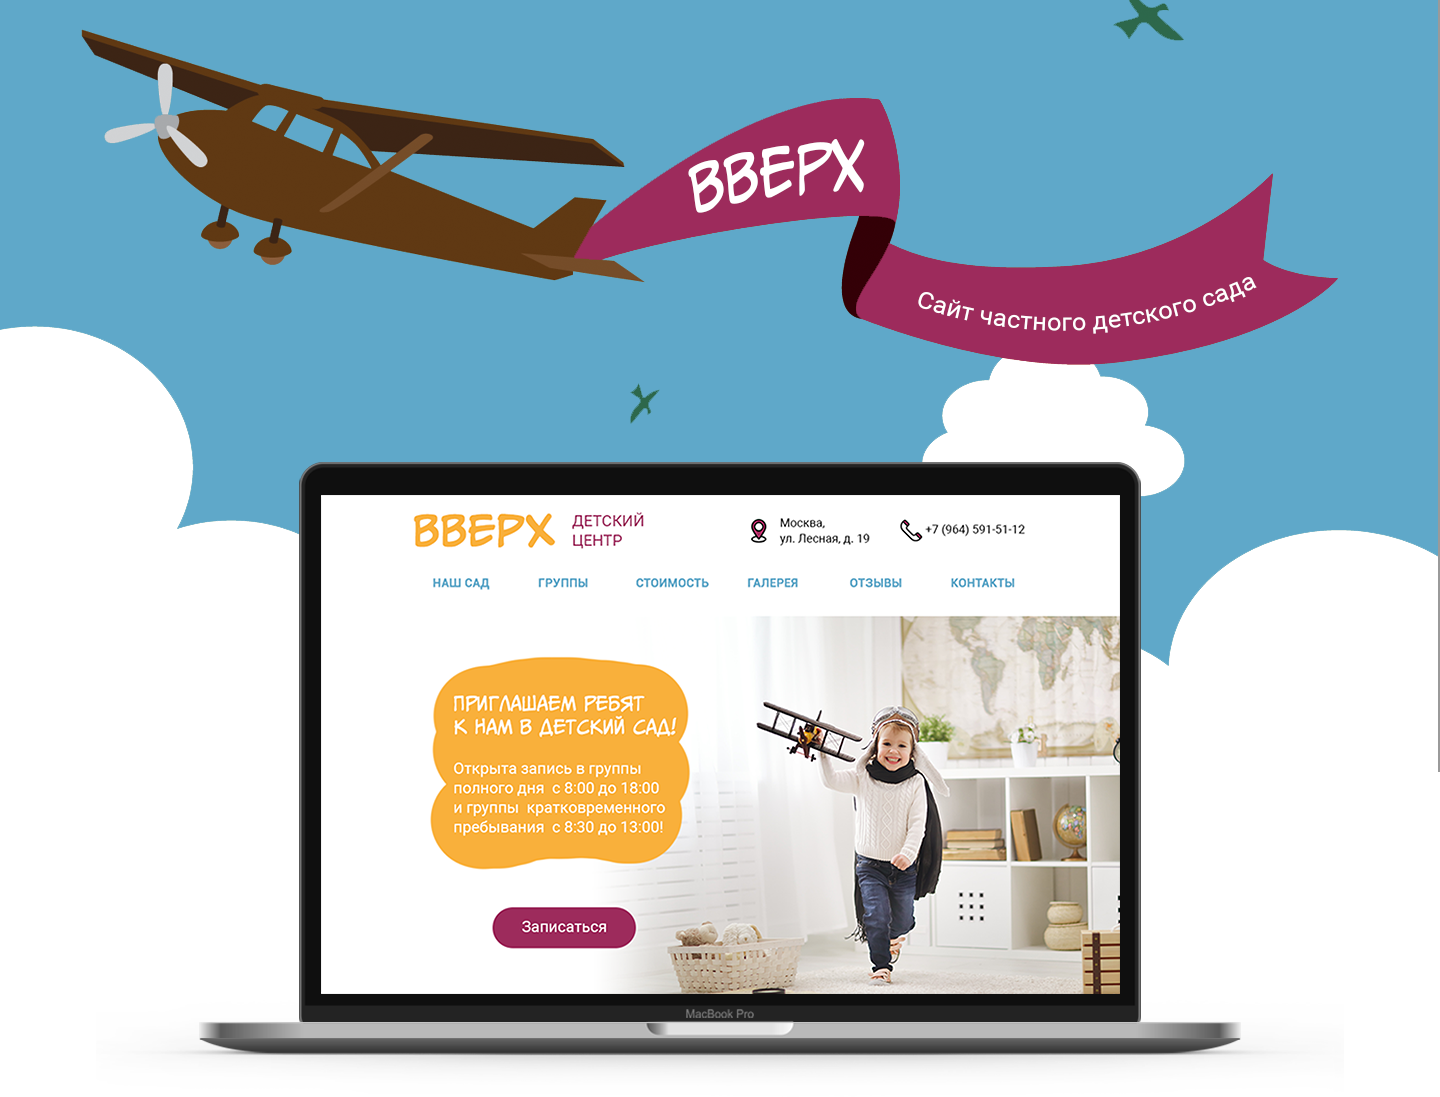 ВВЕРХ
Сайт частного детского сада
ВВЕРХ
ДЕТСКИЙ
ЦЕНТР
Москва,
ул. Лесная, д. 19
+7 (964) 591-51-12
НАШ САД
ГРУППЫ
СТОИМОСТЬ
ГАЛЕРЕЯ
ОТЗЫВЫ
КОНТАКТЫ
ПРИГЛАШАЕМ РЕБЯТ
К НАМ В ДЕТСКИЙ САД!
Открыта запись в группы
полного дня с 8:00 до 18:00
и группы кратковременного
пребывания с 8:30 до 13:00!
Записаться
MacBook Pro